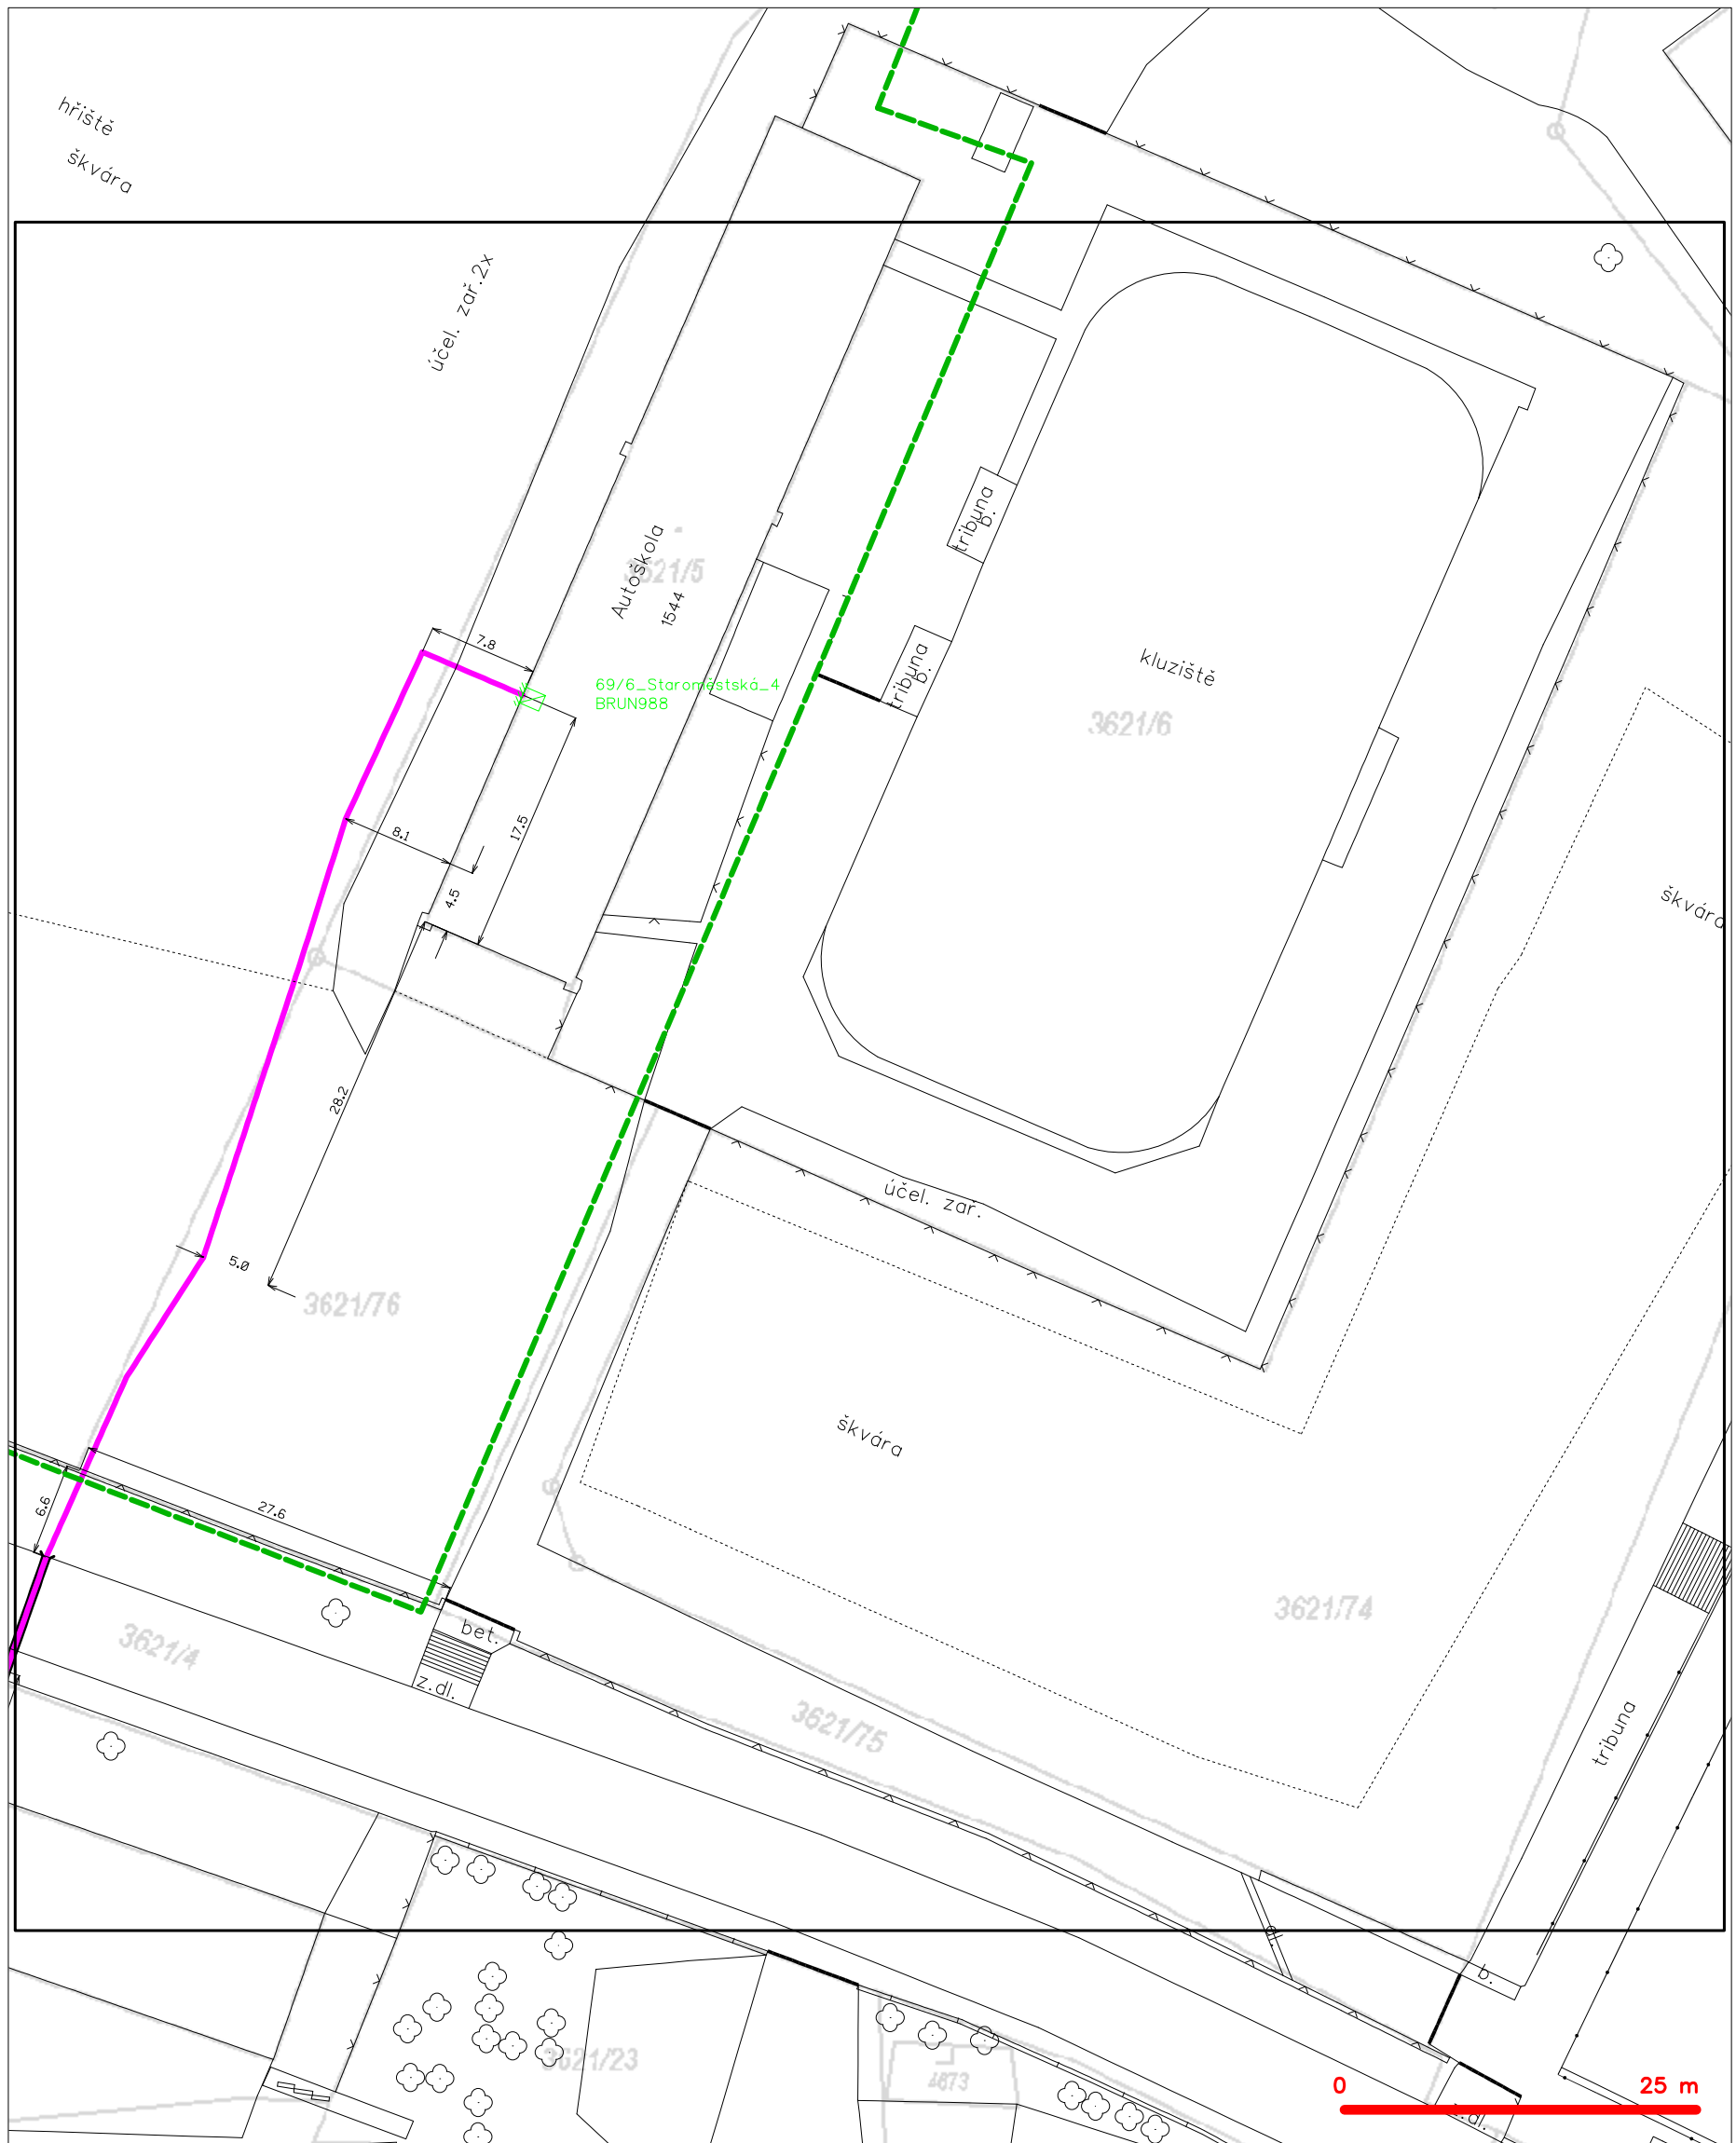 hřiště
škvára
účel. zař.2x
Autoškola
3621/5
1544
tribuna
b.
7.8
69/6_Staroměstská_4
BRUN988
tribuna
b.
kluziště
3621/6
8.1
17.5
4.5
škvára
28.2
účel. zař.
5.0
3621/76
škvára
6.6
27.6
3621/4
bet.
z.dl.
3621/74
3621/75
tribuna
b.
3621/23
4673
0
25 m